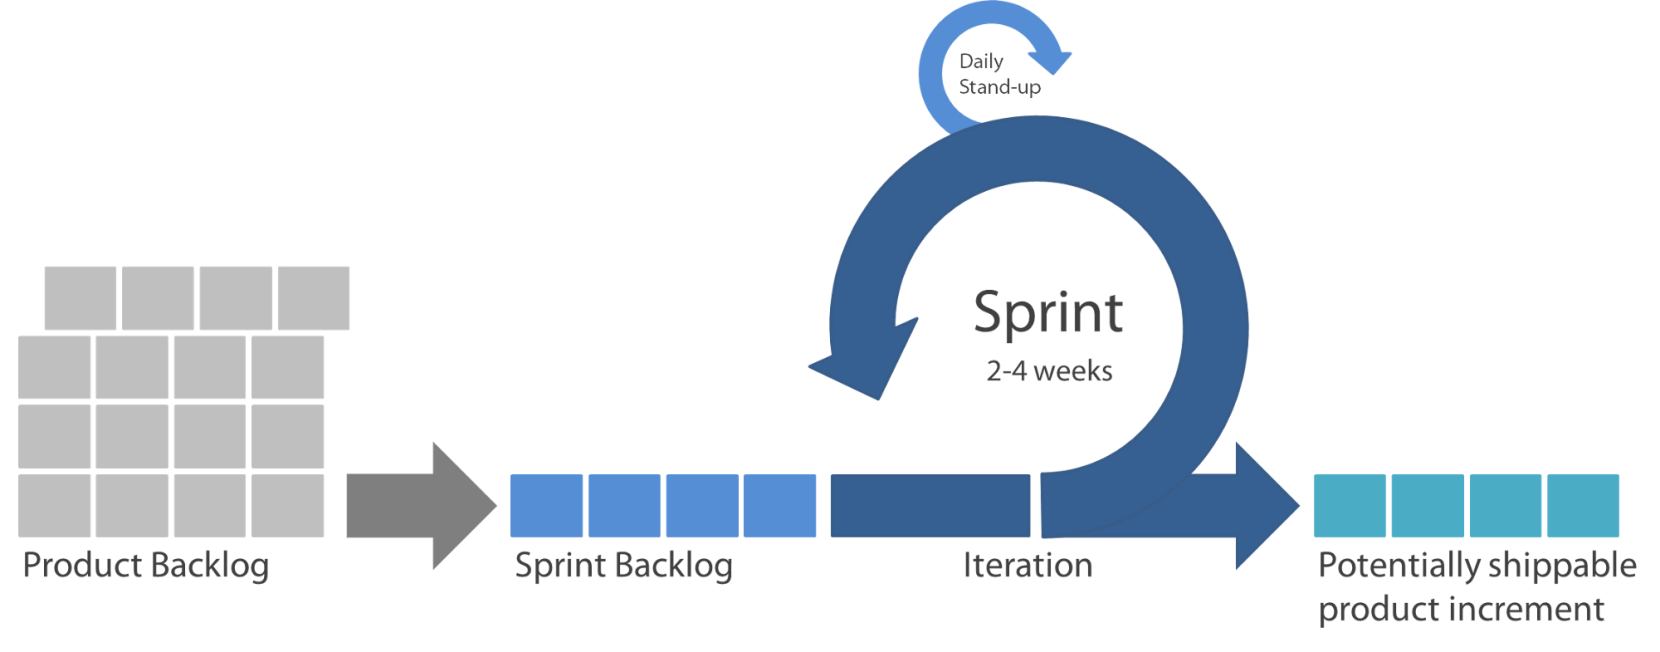 Daily
Stand-up
Sprint
2-4 weeks
Product Backlog
Sprint Backlog
Iteration
Potentially shippable
product increment